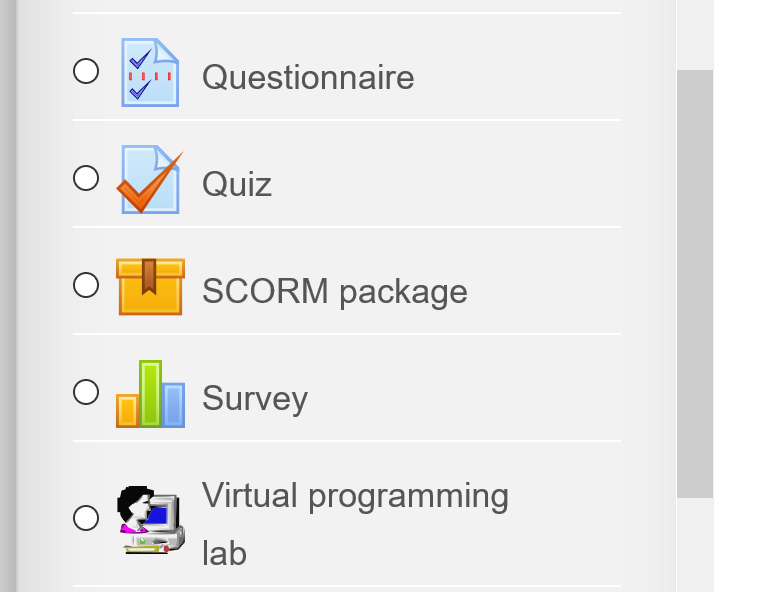 Questionnaire
Quiz
SCORM package
Survey
Virtual programming
lab